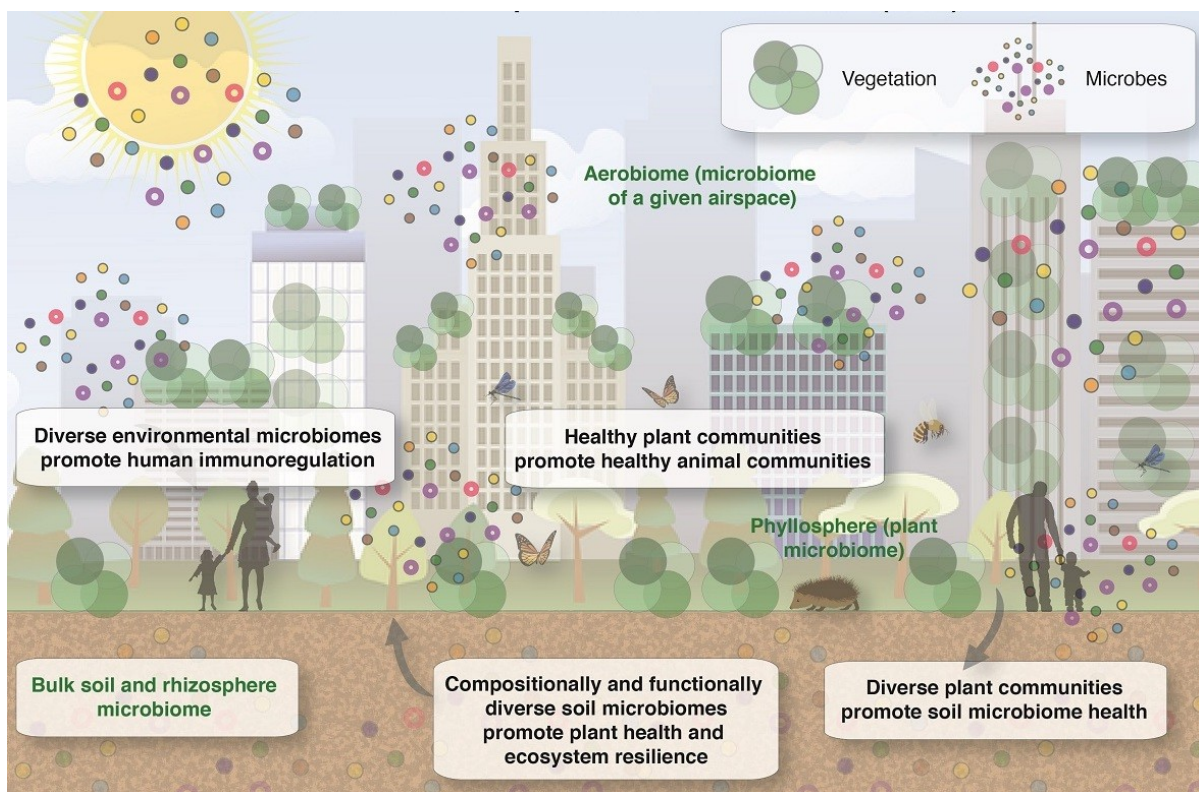 Vegetation
Microbes
Aerobiome (microbiome
of a given airspace)
Diverse environmental microbiomes
promote human immunoregulation
Healthy plant communities
promote healthy animal communities
Phyllosphere (plant
microbiome)
Bulk soil and rhizosphere
microbiome
Compositionally and functionally
diverse soil microbiomes
promote plant health and
ecosystem resilience
Diverse plant communities
promote soil microbiome health